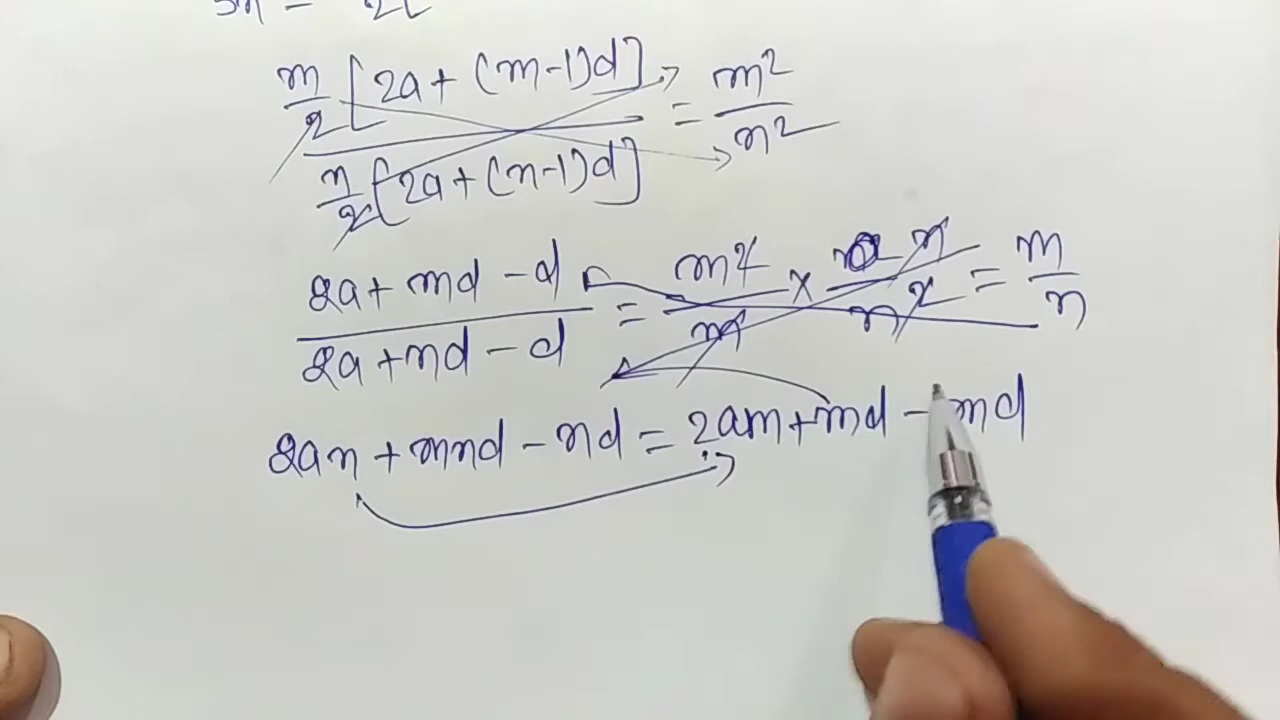 m/2 [2a + (m-1)d] / n/2 [2a + (n-1)d] = m² / n²
2a + md - d / 2a + nd - d = m² / m × n / n² = m / n
2an + mnd - nd = 2am + md - md